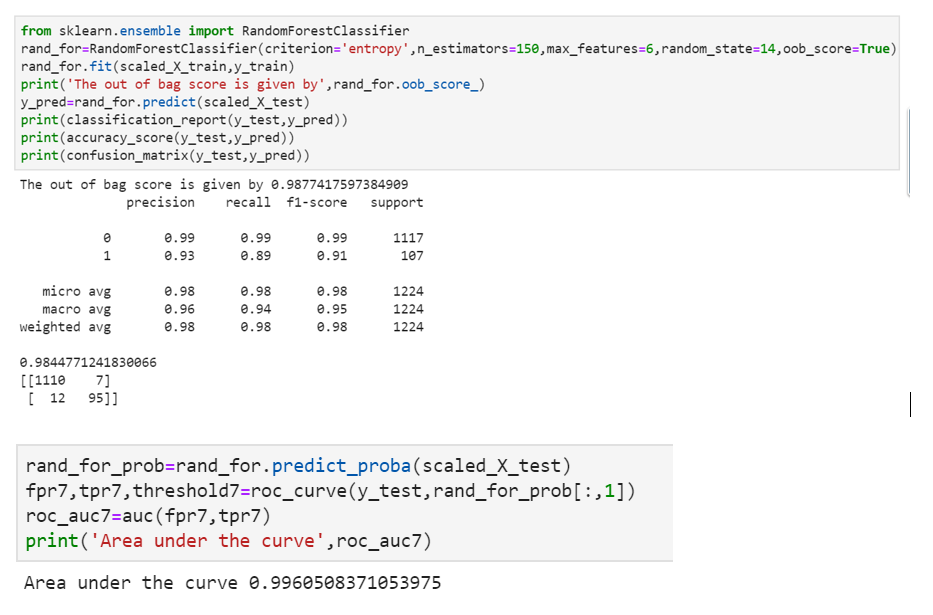 from sklearn.ensemble import RandomForestClassifier
rand_for=RandomForestClassifier(criterion='entropy',n_estimators=150,max_features=6,random_state=14,oob_score=True)
rand_for.fit(scaled_X_train,y_train)
print('The out of bag score is given by',rand_for.oob_score_)
y_pred=rand_for.predict(scaled_X_test)
print(classification_report(y_test,y_pred))
print(accuracy_score(y_test,y_pred))
print(confusion_matrix(y_test,y_pred))
The out of bag score is given by 0.9877417597384909
precision recall f1-score support
0 0.99 0.99 0.99 1117
1 0.93 0.89 0.91 107
micro avg 0.98 0.98 0.98 1224
macro avg 0.96 0.94 0.95 1224
weighted avg 0.98 0.98 0.98 1224
0.9844771241830066
[[1110 7]
[ 12 95]]
rand_for_prob=rand_for.predict_proba(scaled_X_test)
fpr7,tpr7,threshold7=roc_curve(y_test,rand_for_prob[:,1])
roc_auc7=auc(fpr7,tpr7)
print('Area under the curve',roc_auc7)
Area under the curve 0.9960508371053975